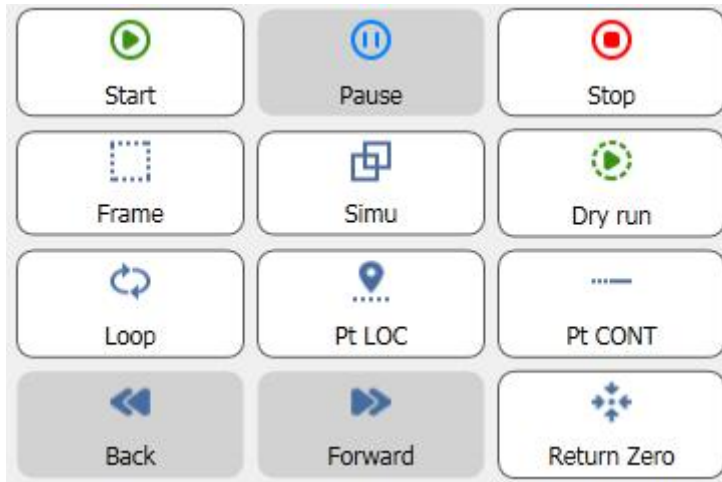 Start
Pause
Stop
Frame
Simu
Dry run
Loop
Pt LOC
Pt CONT
Back
Forward
Return Zero